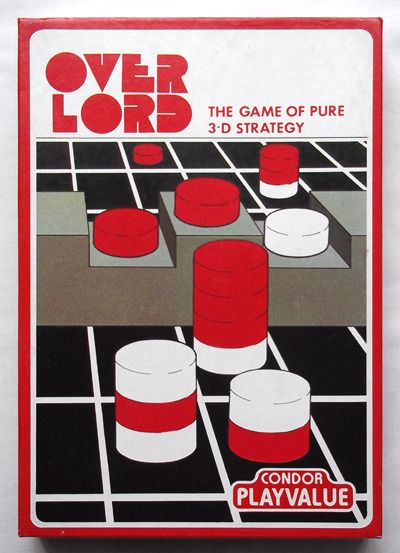 OVER
LORD
THE GAME OF PURE
3-D STRATEGY
CONDOR
PLAYVALUE